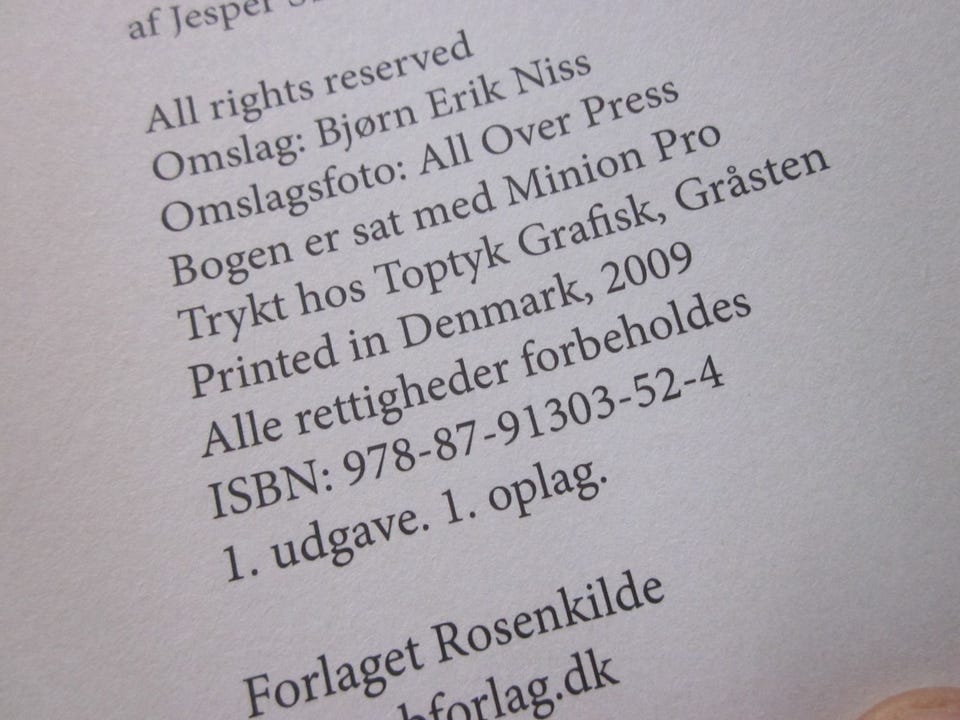 af Jesper
All rights reserved
Omslag: Bjørn Erik Niss
Omslagsfoto: All Over Press
Bogen er sat med Minion Pro
Trykt hos Toptyk Grafisk, Gråsten
Printed in Denmark, 2009
Alle rettigheder forbeholdes
ISBN: 978-87-91303-52-4
1. udgave. 1. oplag.
Forlaget Rosenkilde